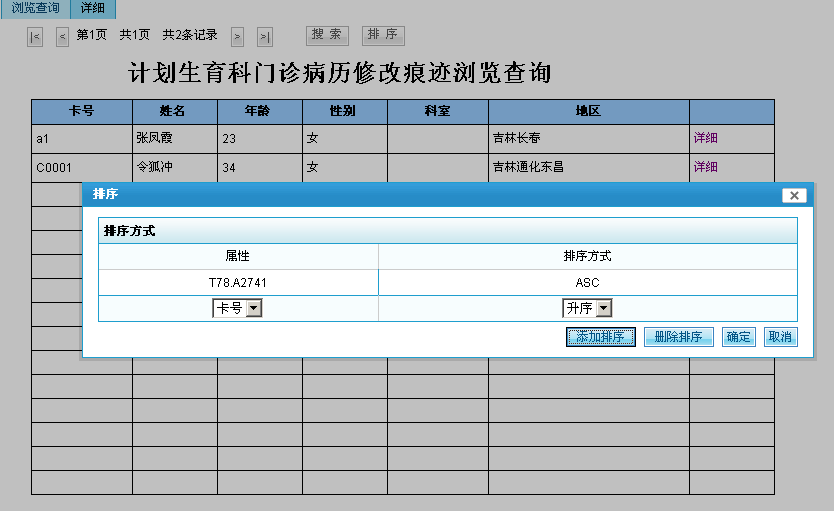 浏览查询 详细
|< < 第1页 共1页 共2条记录 > >| 搜 索 排 序
计划生育科门诊病历修改痕迹浏览查询
卡号 姓名 年龄 性别 科室 地区
a1 张凤霞 23 女 吉林长春 详细
C0001 令狐冲 34 女 吉林通化东昌 详细
排序
排序方式
属性 排序方式
T78.A2741 ASC
卡号 升序
添加排序 删除排序 确定 取消